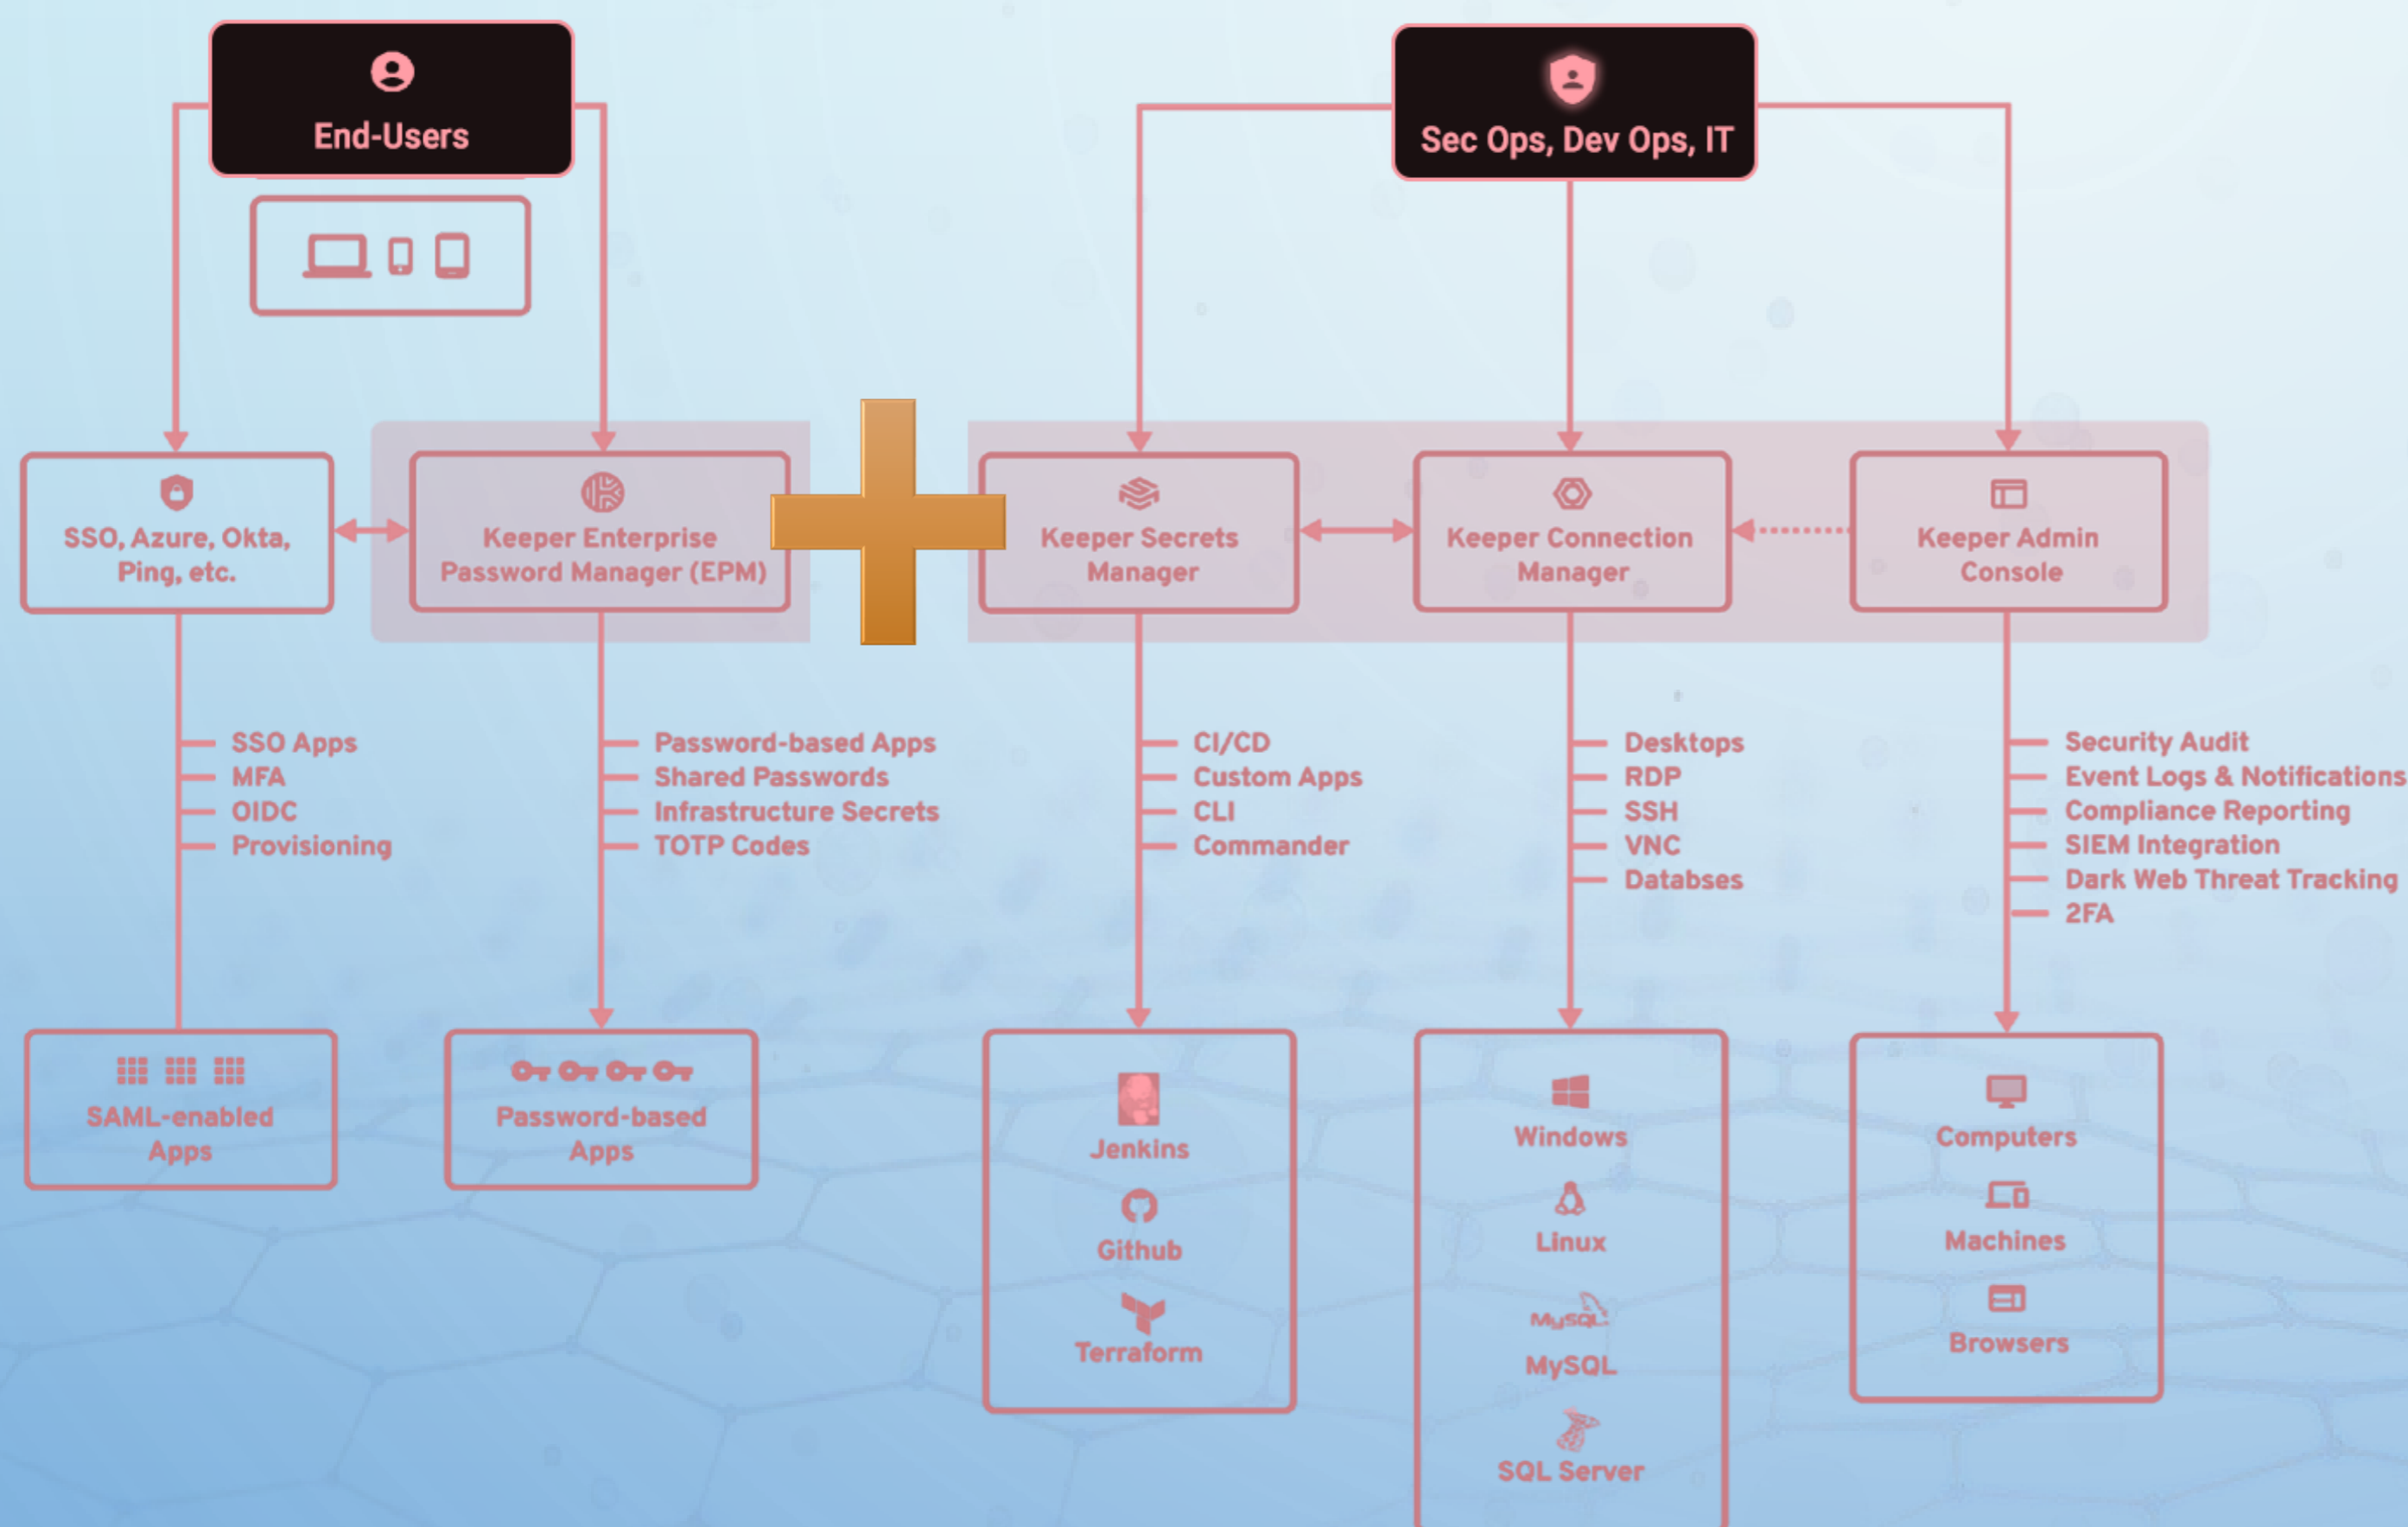 End-Users
Sec Ops, Dev Ops, IT
SSO, Azure, Okta,
Ping, etc.
Keeper Enterprise
Password Manager (EPM)
Keeper Secrets
Manager
Keeper Connection
Manager
Keeper Admin
Console
SSO Apps
MFA
OIDC
Provisioning
Password-based Apps
Shared Passwords
Infrastructure Secrets
TOTP Codes
CI/CD
Custom Apps
CLI
Commander
Desktops
RDP
SSH
VNC
Databses
Security Audit
Event Logs & Notifications
Compliance Reporting
SIEM Integration
Dark Web Threat Tracking
2FA
SAML-enabled
Apps
Password-based
Apps
Jenkins
Github
Terraform
Windows
Linux
MySQL
MySQL
SQL Server
Computers
Machines
Browsers